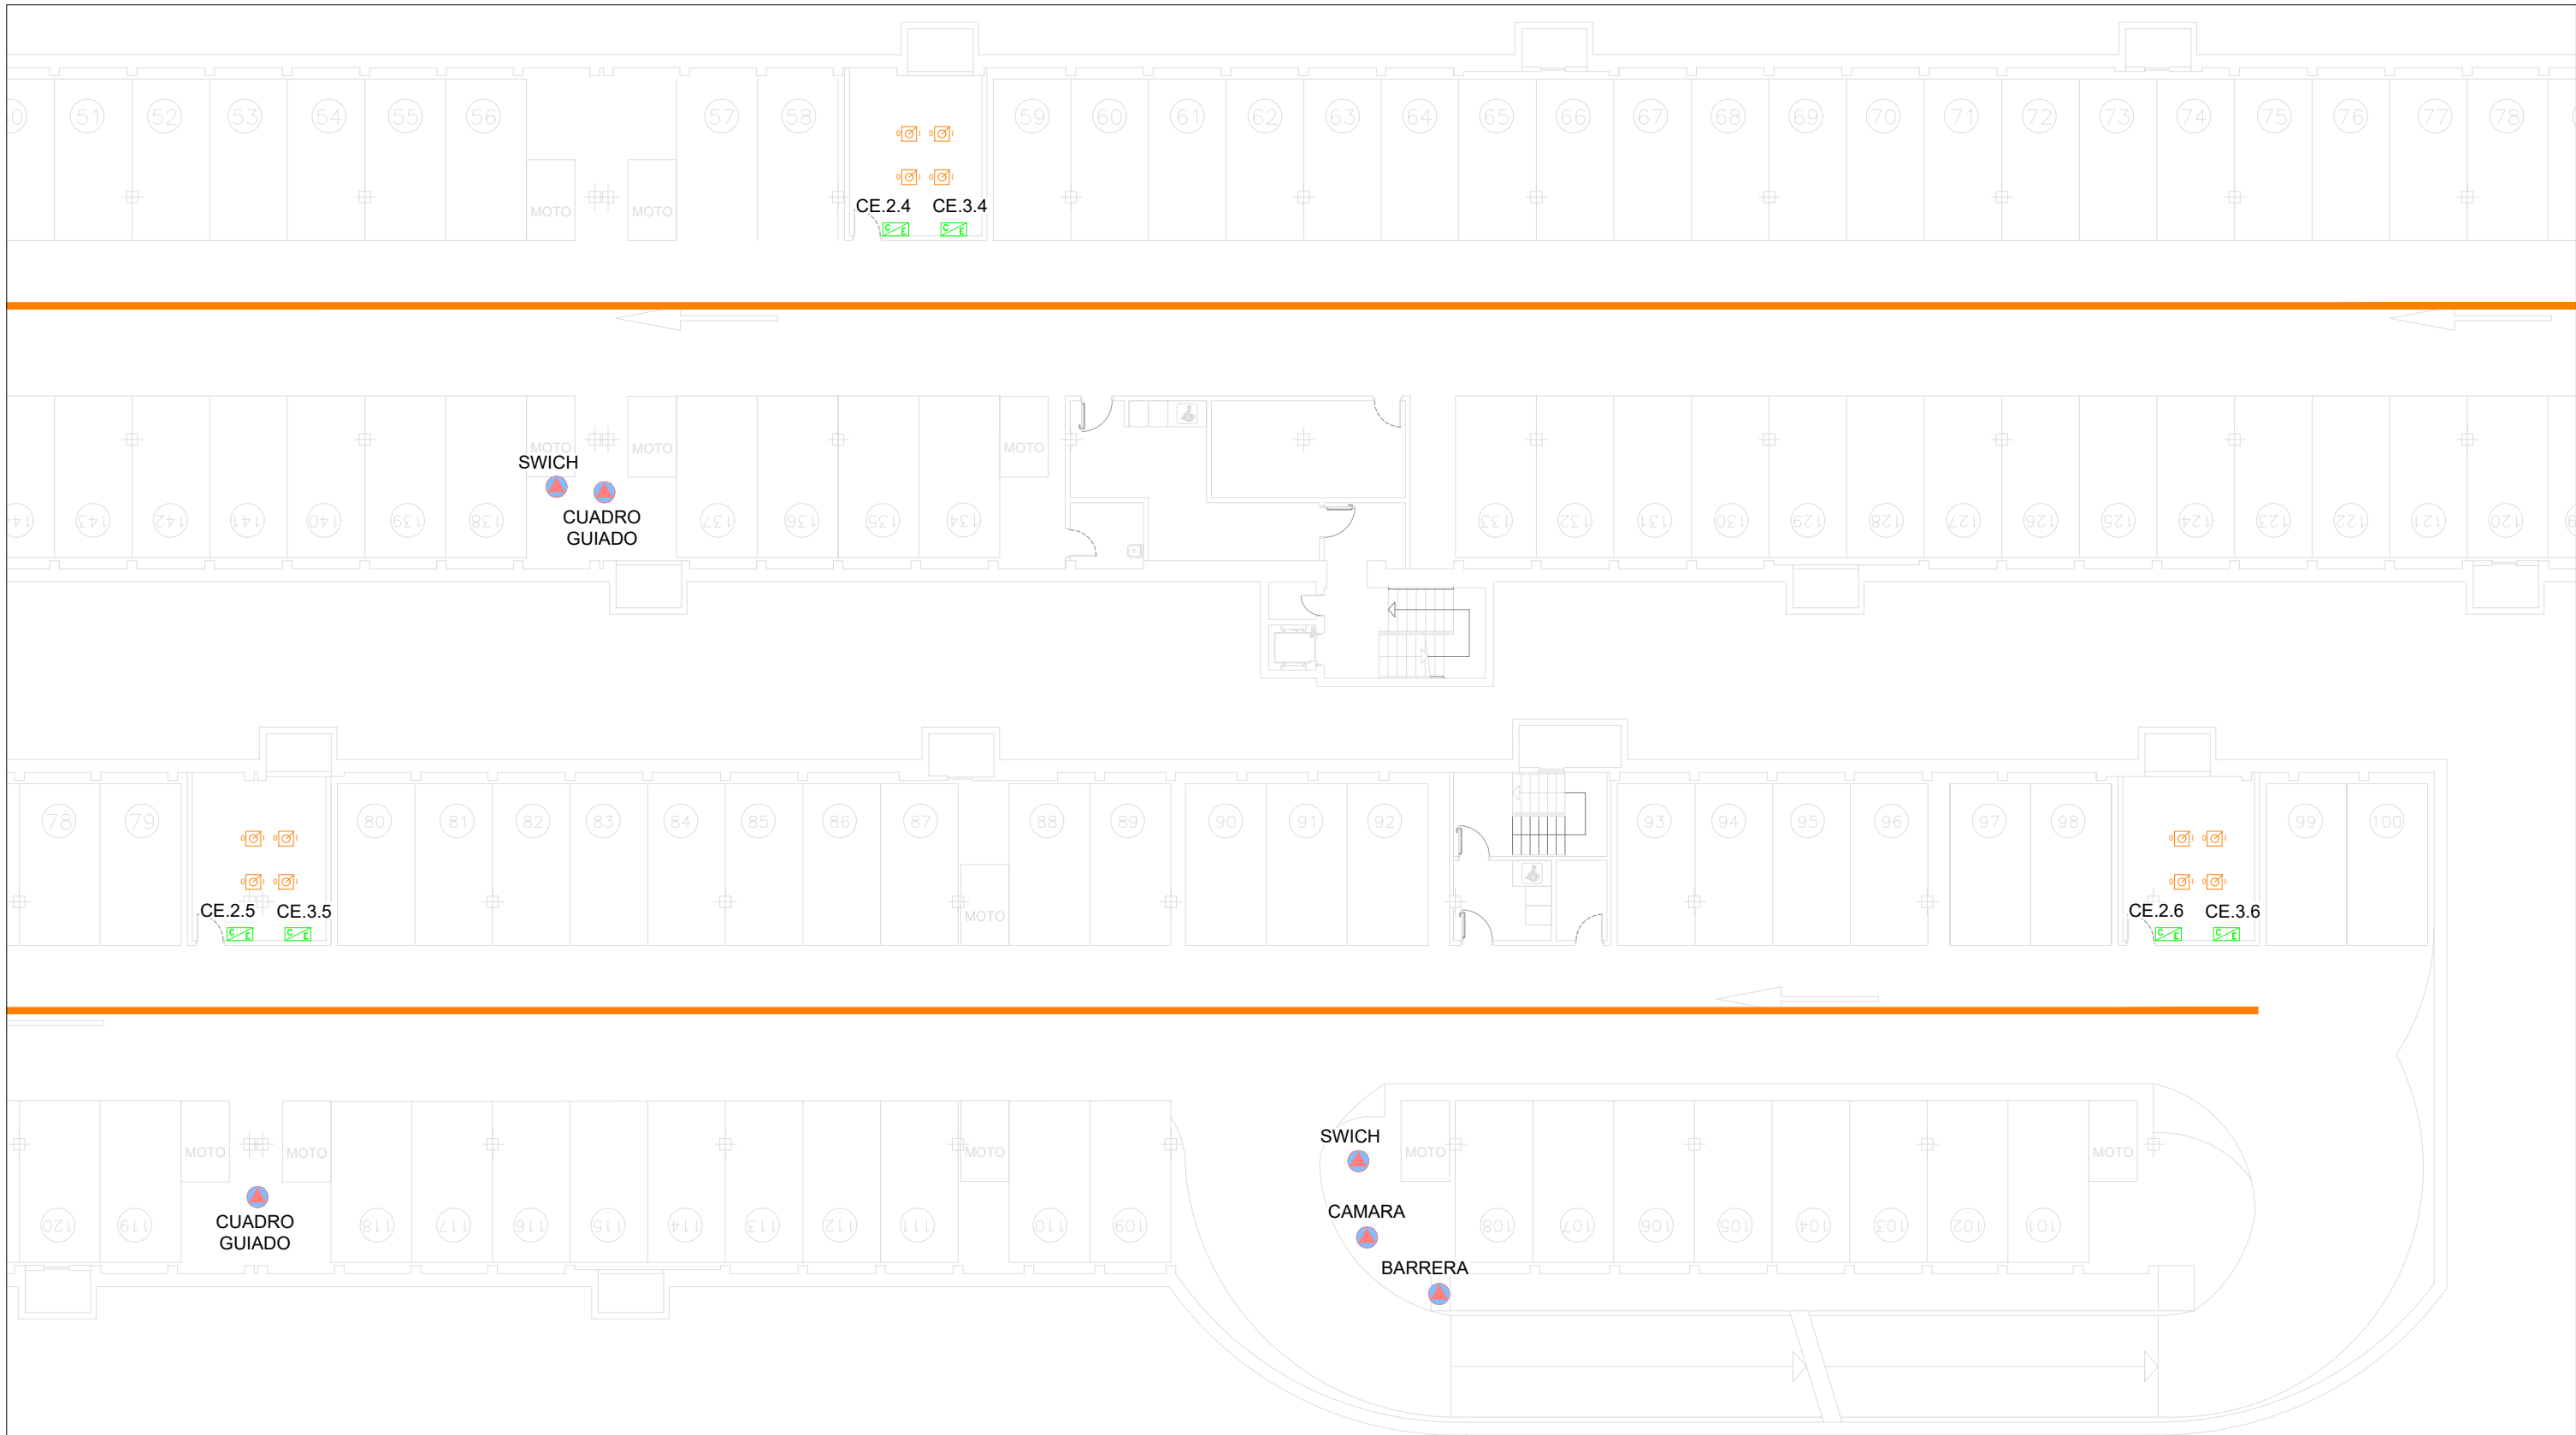 51 52 53 54 55 56 57 58 59 60 61 62 63 64 65 66 67 68 69 70 71 72 73 74 75 76 77 78
MOTO MOTO
CE.2.4 CE.3.4
C E C E
MOTO MOTO MOTO
SWICH
CUADRO
GUIADO
143 142 141 140 139 138 137 136 135 134 133 132 131 130 129 128 127 126 125 124 123 122 121 120
78 79 80 81 82 83 84 85 86 87 88 89 90 91 92 93 94 95 96 97 98 99 100
CE.2.5 CE.3.5 MOTO CE.2.6 CE.3.6
C E C E C E C E
MOTO MOTO MOTO MOTO MOTO
SWICH
CAMARA
BARRERA
120 119 118 117 116 115 114 113 112 111 110 109 108 107 106 105 104 103 102 101
CUADRO
GUIADO